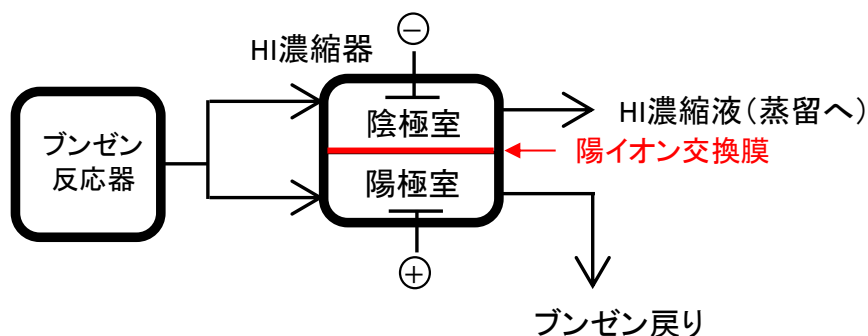 HI濃縮器
−
ブンゼン
反応器
陰極室
陽極室
HI濃縮液(蒸留へ)
陽イオン交換膜
+
ブンゼン戻り